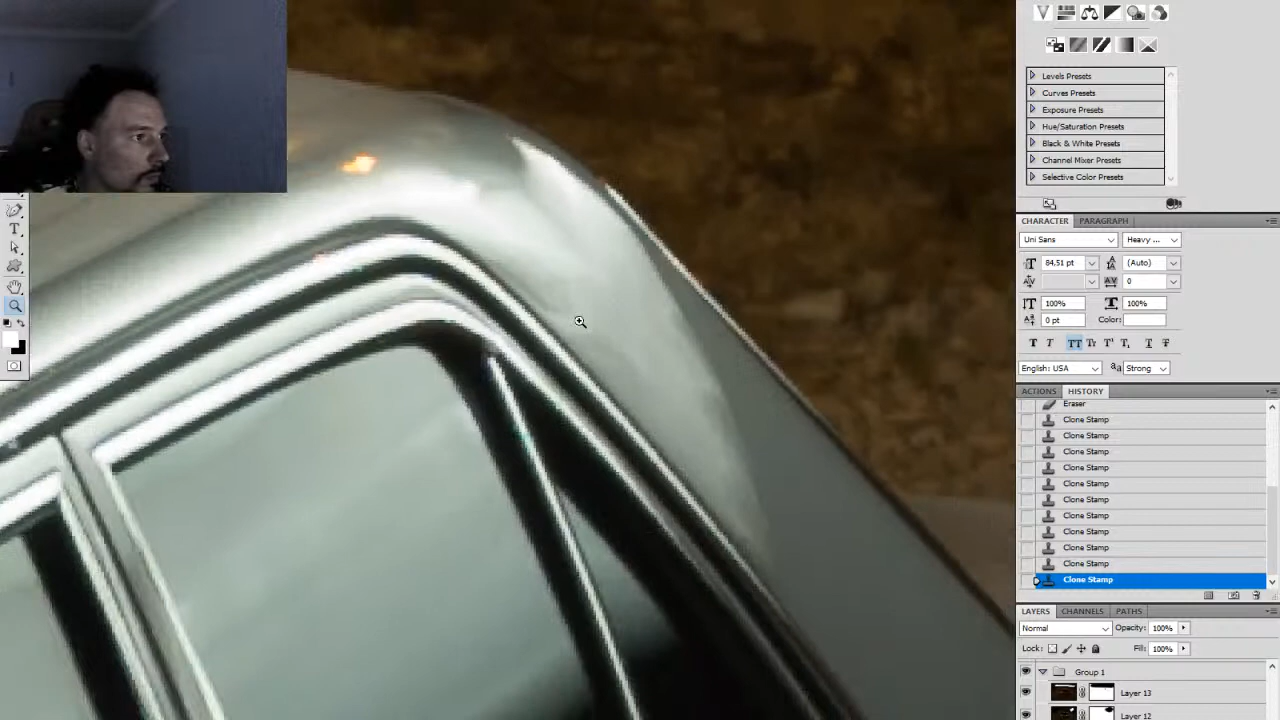 Levels Presets
Curves Presets
Exposure Presets
Hue/Saturation Presets
Black & White Presets
Channel Mixer Presets
Selective Color Presets
CHARACTER PARAGRAPH
Uni Sans Heavy ...
84,51 pt (Auto)
0
100% 100%
0 pt Color:
T T TT Tr T' T, T T
English: USA aa Strong
ACTIONS HISTORY
Eraser
Clone Stamp
Clone Stamp
Clone Stamp
Clone Stamp
Clone Stamp
Clone Stamp
Clone Stamp
Clone Stamp
Clone Stamp
Clone Stamp
Clone Stamp
LAYERS CHANNELS PATHS
Normal Opacity: 100%
Lock: Fill: 100%
Group 1
Layer 13
Layer 12